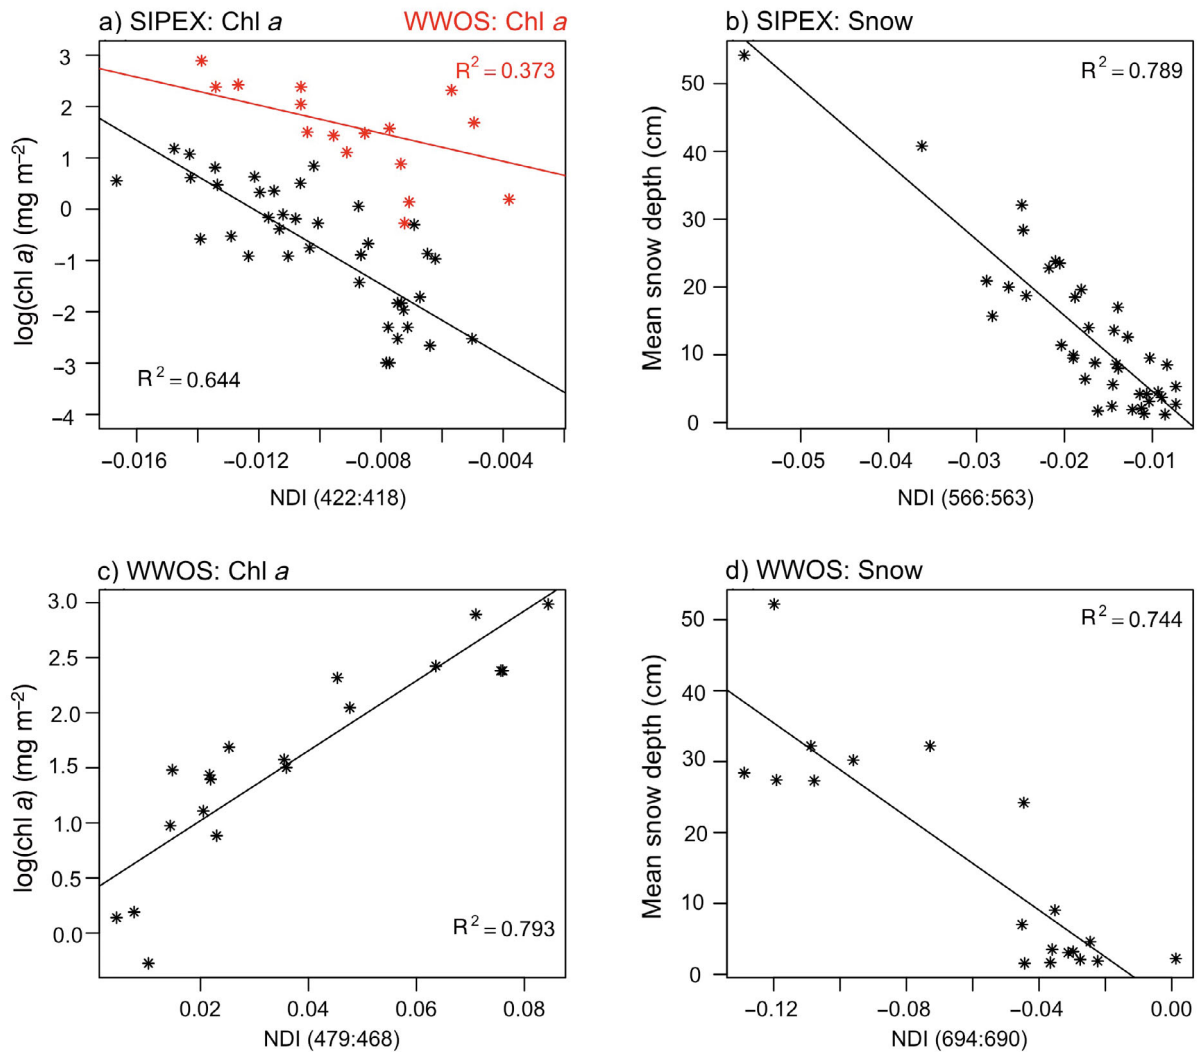 a) SIPEX: Chl a
WWOS: Chl a
R² = 0.373
R² = 0.644
log(chl a) (mg m⁻²)
3
2
1
0
−1
−2
−3
−4
−0.016
−0.012
−0.008
−0.004
NDI (422:418)
b) SIPEX: Snow
R² = 0.789
Mean snow depth (cm)
50
40
30
20
10
0
−0.05
−0.04
−0.03
−0.02
−0.01
NDI (566:563)
c) WWOS: Chl a
R² = 0.793
log(chl a) (mg m⁻²)
3.0
2.5
2.0
1.5
1.0
0.5
0.0
0.02
0.04
0.06
0.08
NDI (479:468)
d) WWOS: Snow
R² = 0.744
Mean snow depth (cm)
50
40
30
20
10
0
−0.12
−0.08
−0.04
0.00
NDI (694:690)